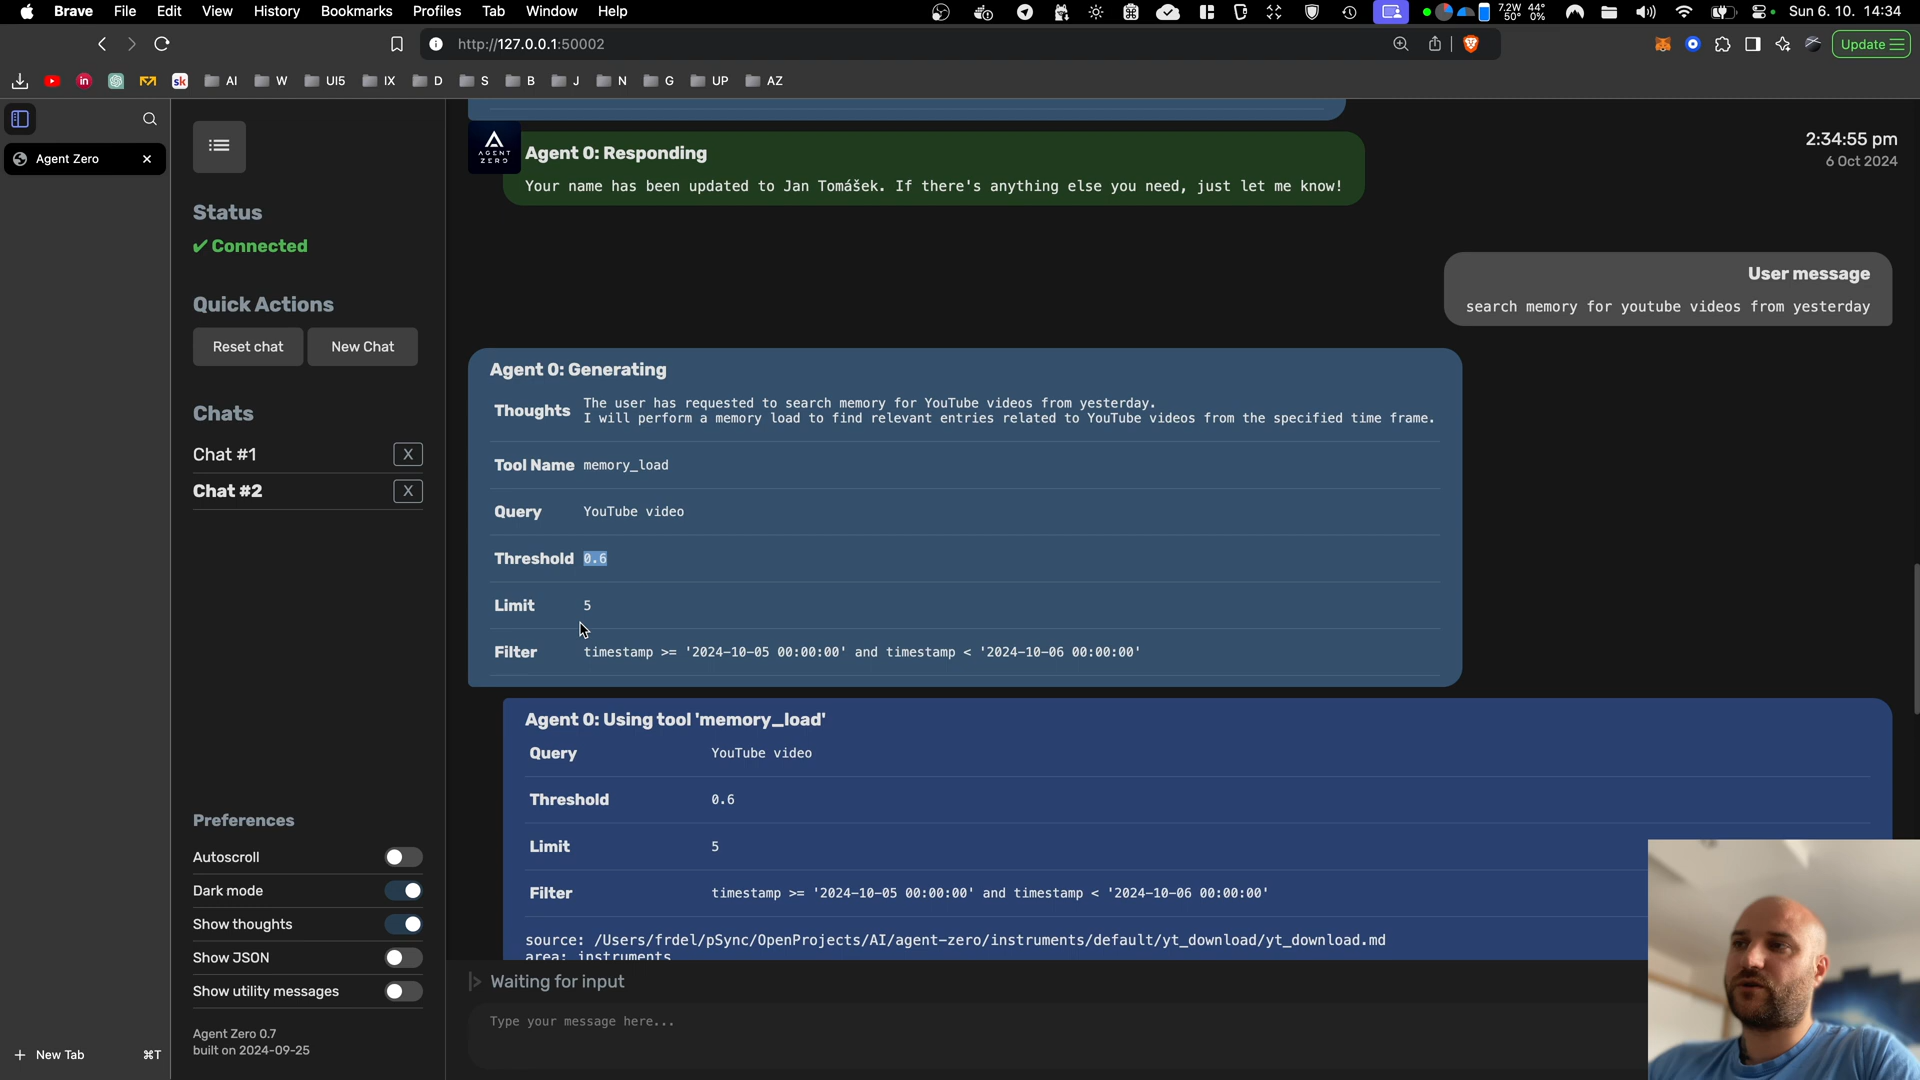 Brave File Edit View History Bookmarks Profiles Tab Window Help
7.2W 44°
50° 0%
Sun 6. 10. 14:34
http://127.0.0.1:50002
Update
sk AI W UI5 IX D S B J N G UP AZ
Agent Zero
Status
✔ Connected
Quick Actions
Reset chat New Chat
Chats
Chat #1 X
Chat #2 X
Preferences
Autoscroll
Dark mode
Show thoughts
Show JSON
Show utility messages
Agent Zero 0.7
built on 2024-09-25
New Tab ⌘T
AGENT
ZERO
Agent 0: Responding
Your name has been updated to Jan Tomášek. If there's anything else you need, just let me know!
2:34:55 pm
6 Oct 2024
User message
search memory for youtube videos from yesterday
Agent 0: Generating
Thoughts The user has requested to search memory for YouTube videos from yesterday.
I will perform a memory load to find relevant entries related to YouTube videos from the specified time frame.
Tool Name memory_load
Query YouTube video
Threshold 0.6
Limit 5
Filter timestamp >= '2024-10-05 00:00:00' and timestamp < '2024-10-06 00:00:00'
Agent 0: Using tool 'memory_load'
Query YouTube video
Threshold 0.6
Limit 5
Filter timestamp >= '2024-10-05 00:00:00' and timestamp < '2024-10-06 00:00:00'
source: /Users/frdel/pSync/OpenProjects/AI/agent-zero/instruments/default/yt_download/yt_download.md
area: instruments
Waiting for input
Type your message here...